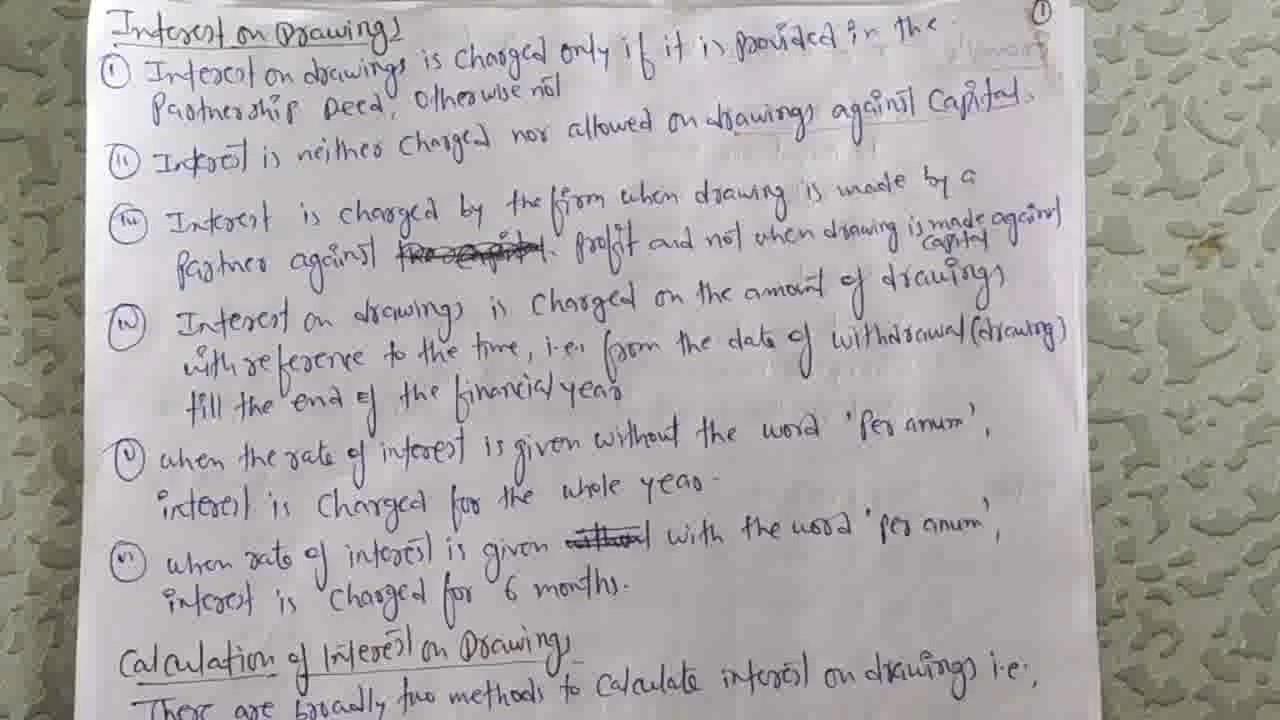 ①
Interest on Drawings
(i) Interest on drawings is charged only if it is provided in the
Partnership Deed, otherwise not
(ii) Interest is neither charged nor allowed on drawings against Capital.
(iii) Interest is charged by the firm when drawing is made by a
Partner against profit and not when drawing is made against
capital
(iv) Interest on drawings is charged on the amount of drawings
with reference to the time, i.e. from the date of withdrawal (drawing)
till the end of the financial year
(v) when the rate of interest is given without the word 'Per anum',
interest is charged for the whole year.
(vi) when rate of interest is given with the word 'per anum',
interest is charged for 6 months.
Calculation of Interest on Drawings
There are broadly two methods to calculate interest on drawings i.e.,